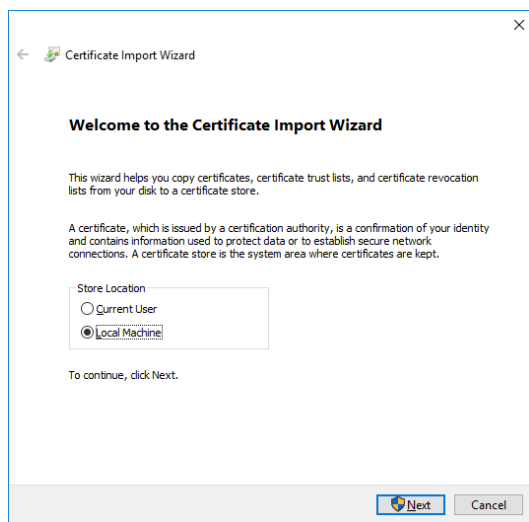 Certificate Import Wizard
Welcome to the Certificate Import Wizard
This wizard helps you copy certificates, certificate trust lists, and certificate revocation
lists from your disk to a certificate store.
A certificate, which is issued by a certification authority, is a confirmation of your identity
and contains information used to protect data or to establish secure network
connections. A certificate store is the system area where certificates are kept.
Store Location
Current User
Local Machine
To continue, click Next.
Next Cancel